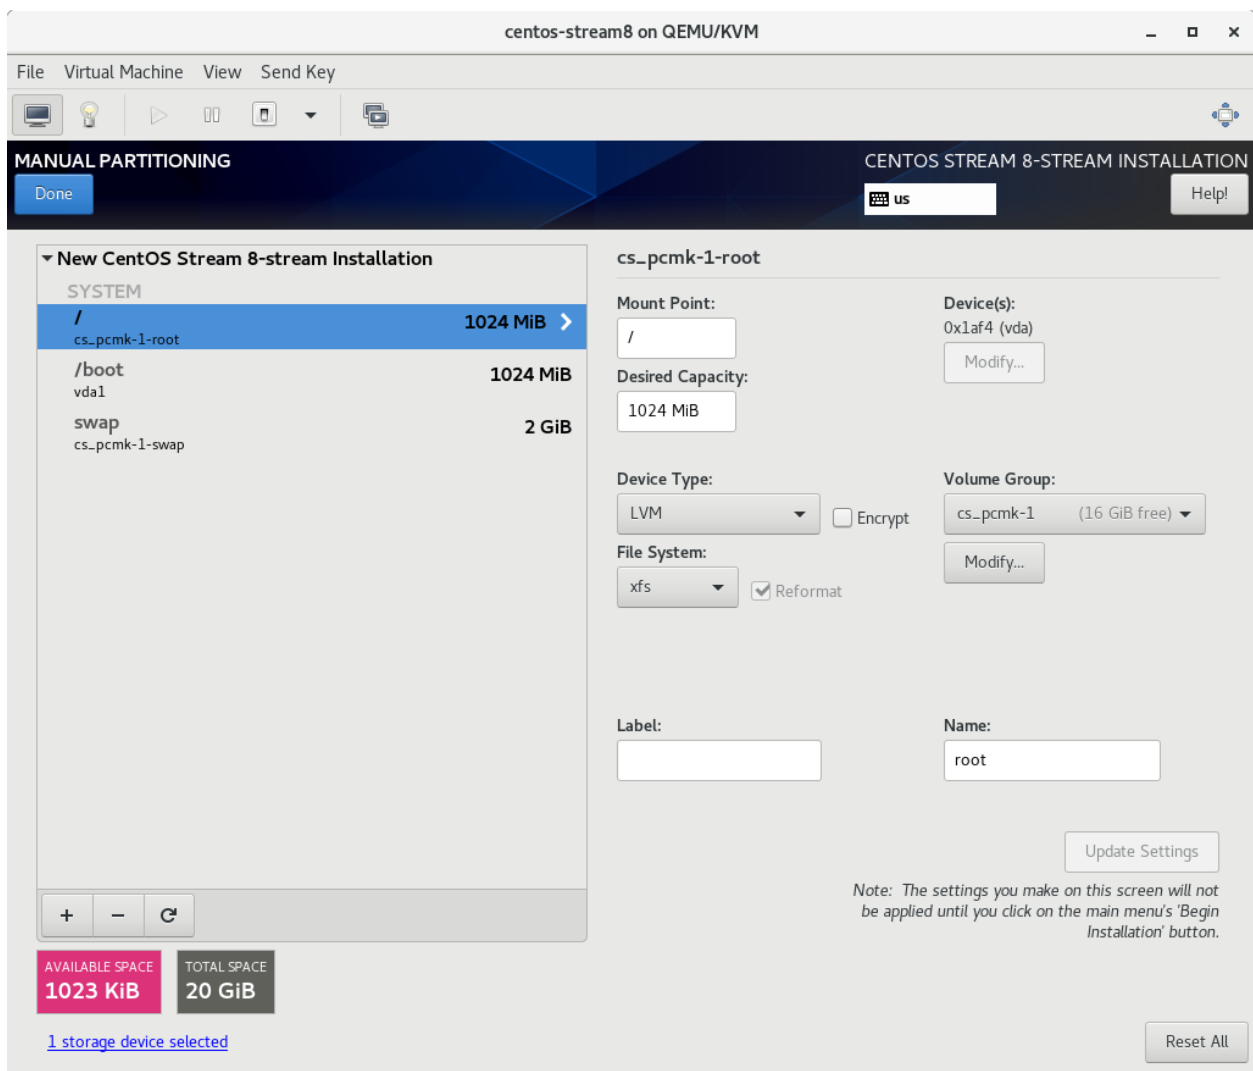 centos-stream8 on QEMU/KVM
File Virtual Machine View Send Key
MANUAL PARTITIONING
CENTOS STREAM 8-STREAM INSTALLATION
Done
us
Help!
New CentOS Stream 8-stream Installation
SYSTEM
/
1024 MiB
cs_pcmk-1-root
/boot
1024 MiB
vda1
swap
2 GiB
cs_pcmk-1-swap
cs_pcmk-1-root
Mount Point:
/
Device(s):
0x1af4 (vda)
Modify...
Desired Capacity:
1024 MiB
Device Type:
LVM
Encrypt
Volume Group:
cs_pcmk-1 (16 GiB free)
Modify...
File System:
xfs
Reformat
Label:
Name:
root
Update Settings
Note: The settings you make on this screen will not
be applied until you click on the main menu's 'Begin
Installation' button.
AVAILABLE SPACE
1023 KiB
TOTAL SPACE
20 GiB
1 storage device selected
Reset All